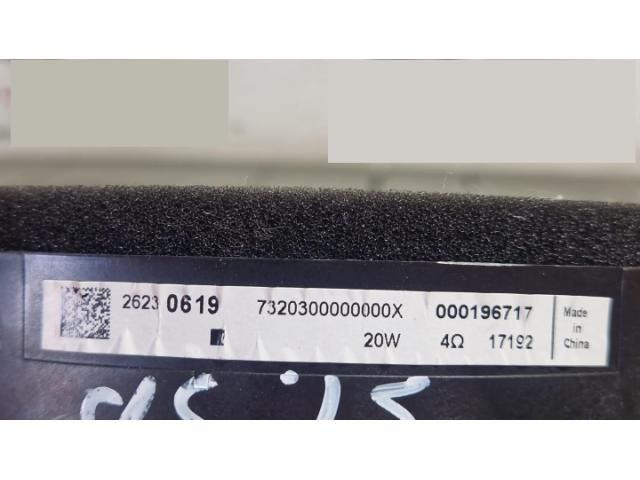 2623 0619 7320300000000X 000196717 Made
in
20W 4Ω 17192 China